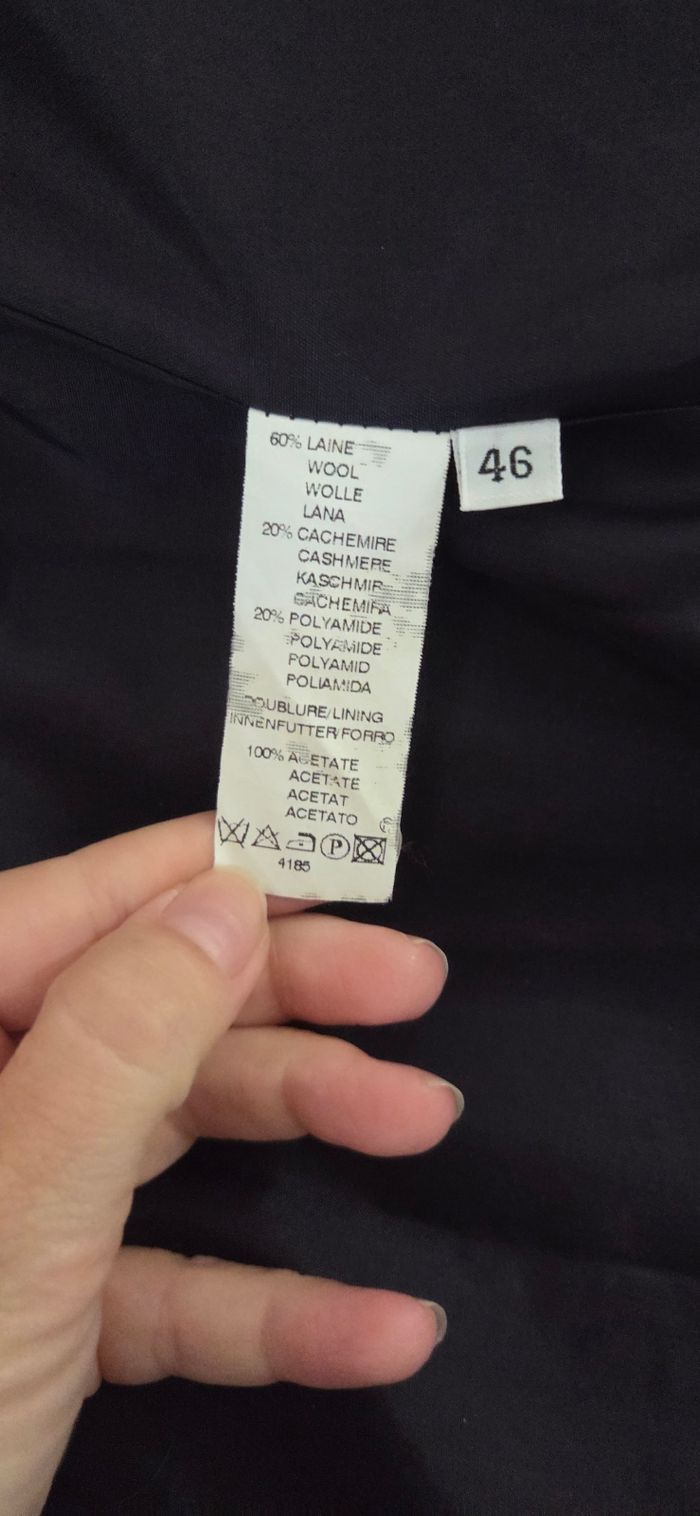 60% LAINE
WOOL
WOLLE
LANA
20% CACHEMIRE
CASHMERE
KASCHMIR
CACHEMIRA
20% POLYAMIDE
POLYAMIDE
POLYAMID
POLIAMIDA
DOUBLURE/LINING
INNENFUTTER/FORRO
100% ACETATE
ACETATE
ACETAT
ACETATO
P
4185
46